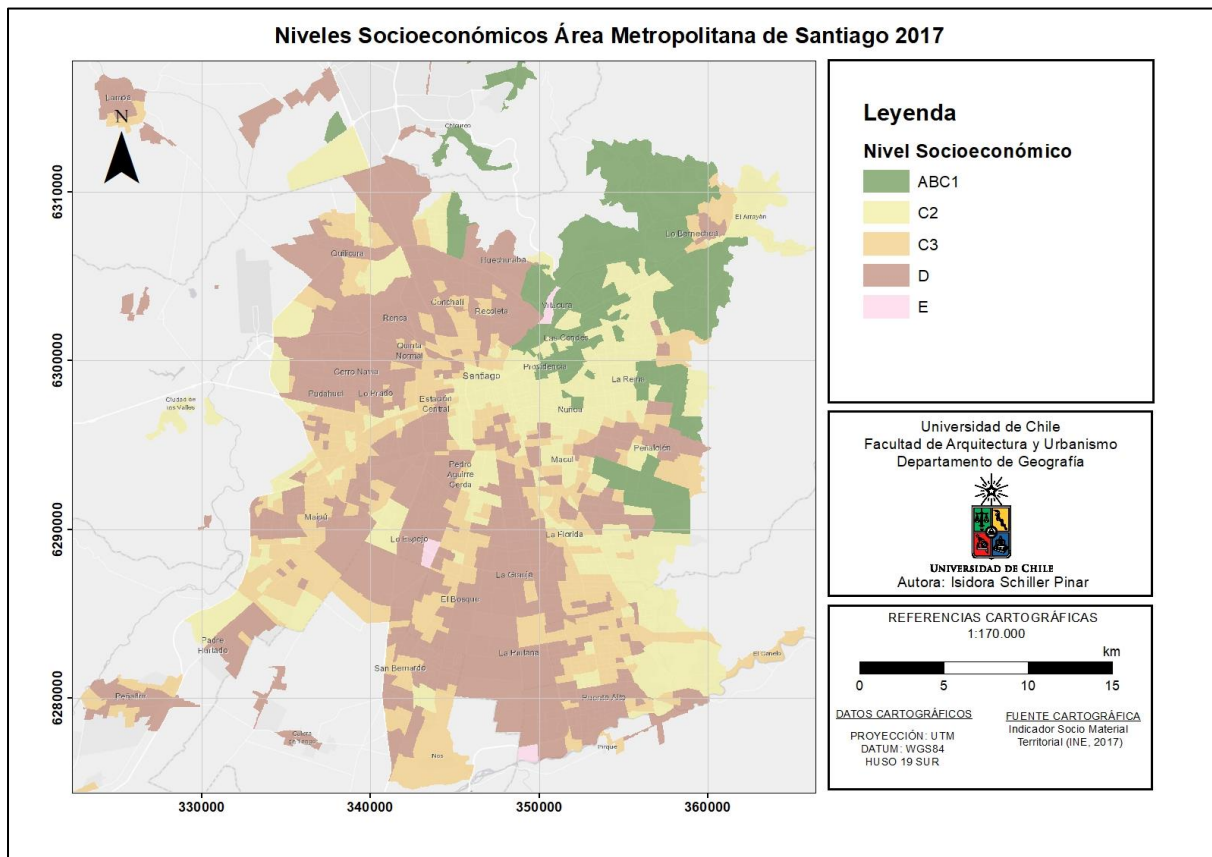 Niveles Socioeconómicos Área Metropolitana de Santiago 2017
Lampa
N
Chicureo
6310000
El Arrayán
Lo Barnechea
Quilicura
Huechuraba
Vitacura
Conchalí
Renca
Recoleta
Las Condes
6300000
Quinta
Normal
Providencia
Cerro Navia
Santiago
La Reina
Pudahuel
Lo Prado
Estación
Central
Ciudad de
los Valles
Ñuñoa
Peñalolén
Macul
Pedro
Aguirre
Cerda
Maipú
6290000
Lo Espejo
La Florida
La Granja
El Bosque
Padre
Hurtado
La Pintana
San Bernardo
El Canelo
Peñaflor
6280000
Puente Alto
Calera
de Tango
Pirque
Nos
330000
340000
350000
360000
Leyenda
Nivel Socioeconómico
ABC1
C2
C3
D
E
Universidad de Chile
Facultad de Arquitectura y Urbanismo
Departamento de Geografía
UNIVERSIDAD DE CHILE
Autora: Isidora Schiller Pinar
REFERENCIAS CARTOGRÁFICAS
1:170.000
km
0 5 10 15
DATOS CARTOGRÁFICOS
PROYECCIÓN: UTM
DATUM: WGS84
HUSO 19 SUR
FUENTE CARTOGRÁFICA
Indicador Socio Material
Territorial (INE, 2017)